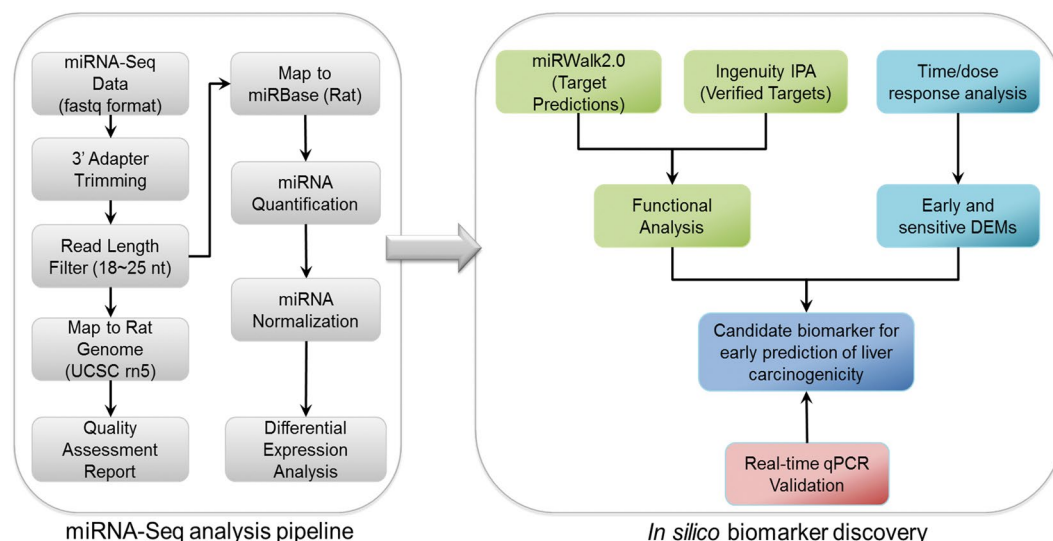 miRNA-Seq
Data
(fastq format)
3' Adapter
Trimming
Read Length
Filter (18~25 nt)
Map to Rat
Genome
(UCSC rn5)
Quality
Assessment
Report
Map to
miRBase (Rat)
miRNA
Quantification
miRNA
Normalization
Differential
Expression
Analysis
miRNA-Seq analysis pipeline
miRWalk2.0
(Target
Predictions)
Ingenuity IPA
(Verified Targets)
Time/dose
response analysis
Functional
Analysis
Early and
sensitive DEMs
Candidate biomarker for
early prediction of liver
carcinogenicity
Real-time qPCR
Validation
In silico biomarker discovery